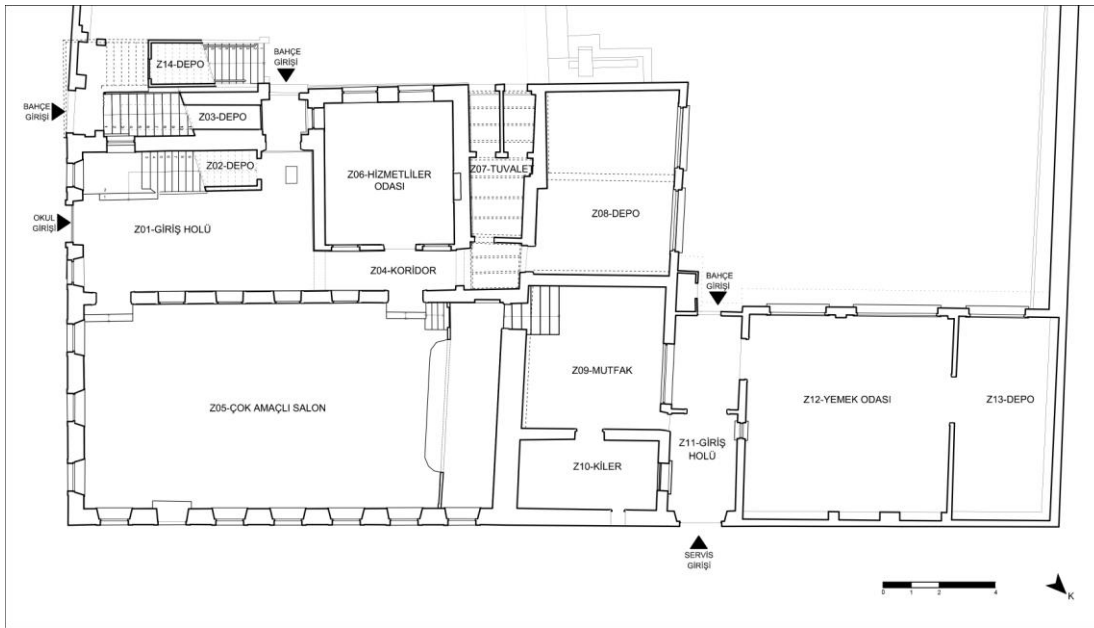 Z14-DEPO
BAHÇE
GİRİŞİ
BAHÇE
GİRİŞİ
Z03-DEPO
Z02-DEPO
Z06-HİZMETLİLER
ODASI
Z07-TUVALET
Z08-DEPO
OKUL
GİRİŞİ
Z01-GİRİŞ HOLÜ
Z04-KORİDOR
BAHÇE
GİRİŞİ
Z09-MUTFAK
Z05-ÇOK AMAÇLI SALON
Z12-YEMEK ODASI
Z13-DEPO
Z11-GİRİŞ
HOLÜ
Z10-KİLER
SERVİS
GİRİŞİ
0 1 2 4
K